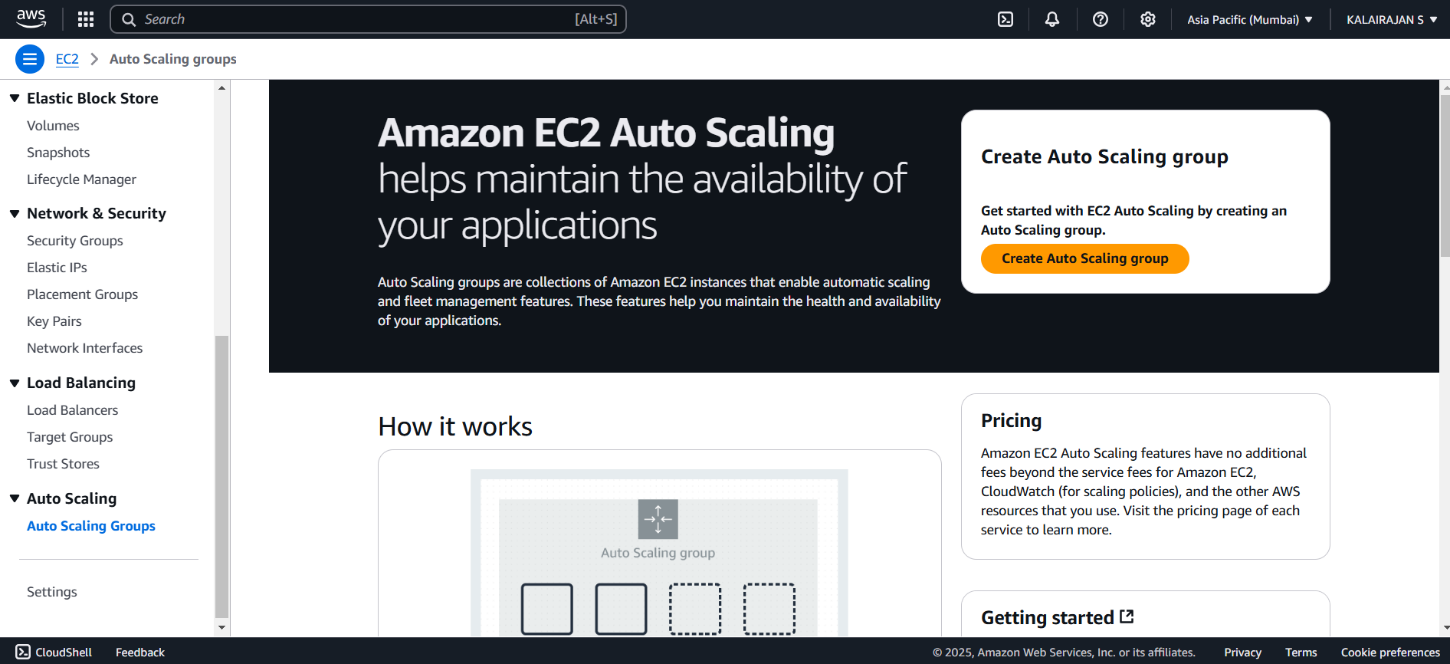 aws
Search
[Alt+S]
Asia Pacific (Mumbai)
KALAIRAJAN S
EC2
Auto Scaling groups
Elastic Block Store
Volumes
Snapshots
Lifecycle Manager
Network & Security
Security Groups
Elastic IPs
Placement Groups
Key Pairs
Network Interfaces
Load Balancing
Load Balancers
Target Groups
Trust Stores
Auto Scaling
Auto Scaling Groups
Settings
Amazon EC2 Auto Scaling
helps maintain the availability of
your applications
Auto Scaling groups are collections of Amazon EC2 instances that enable automatic scaling
and fleet management features. These features help you maintain the health and availability
of your applications.
Create Auto Scaling group
Get started with EC2 Auto Scaling by creating an
Auto Scaling group.
Create Auto Scaling group
How it works
Auto Scaling group
Pricing
Amazon EC2 Auto Scaling features have no additional
fees beyond the service fees for Amazon EC2,
CloudWatch (for scaling policies), and the other AWS
resources that you use. Visit the pricing page of each
service to learn more.
Getting started
CloudShell
Feedback
© 2025, Amazon Web Services, Inc. or its affiliates.
Privacy
Terms
Cookie preferences